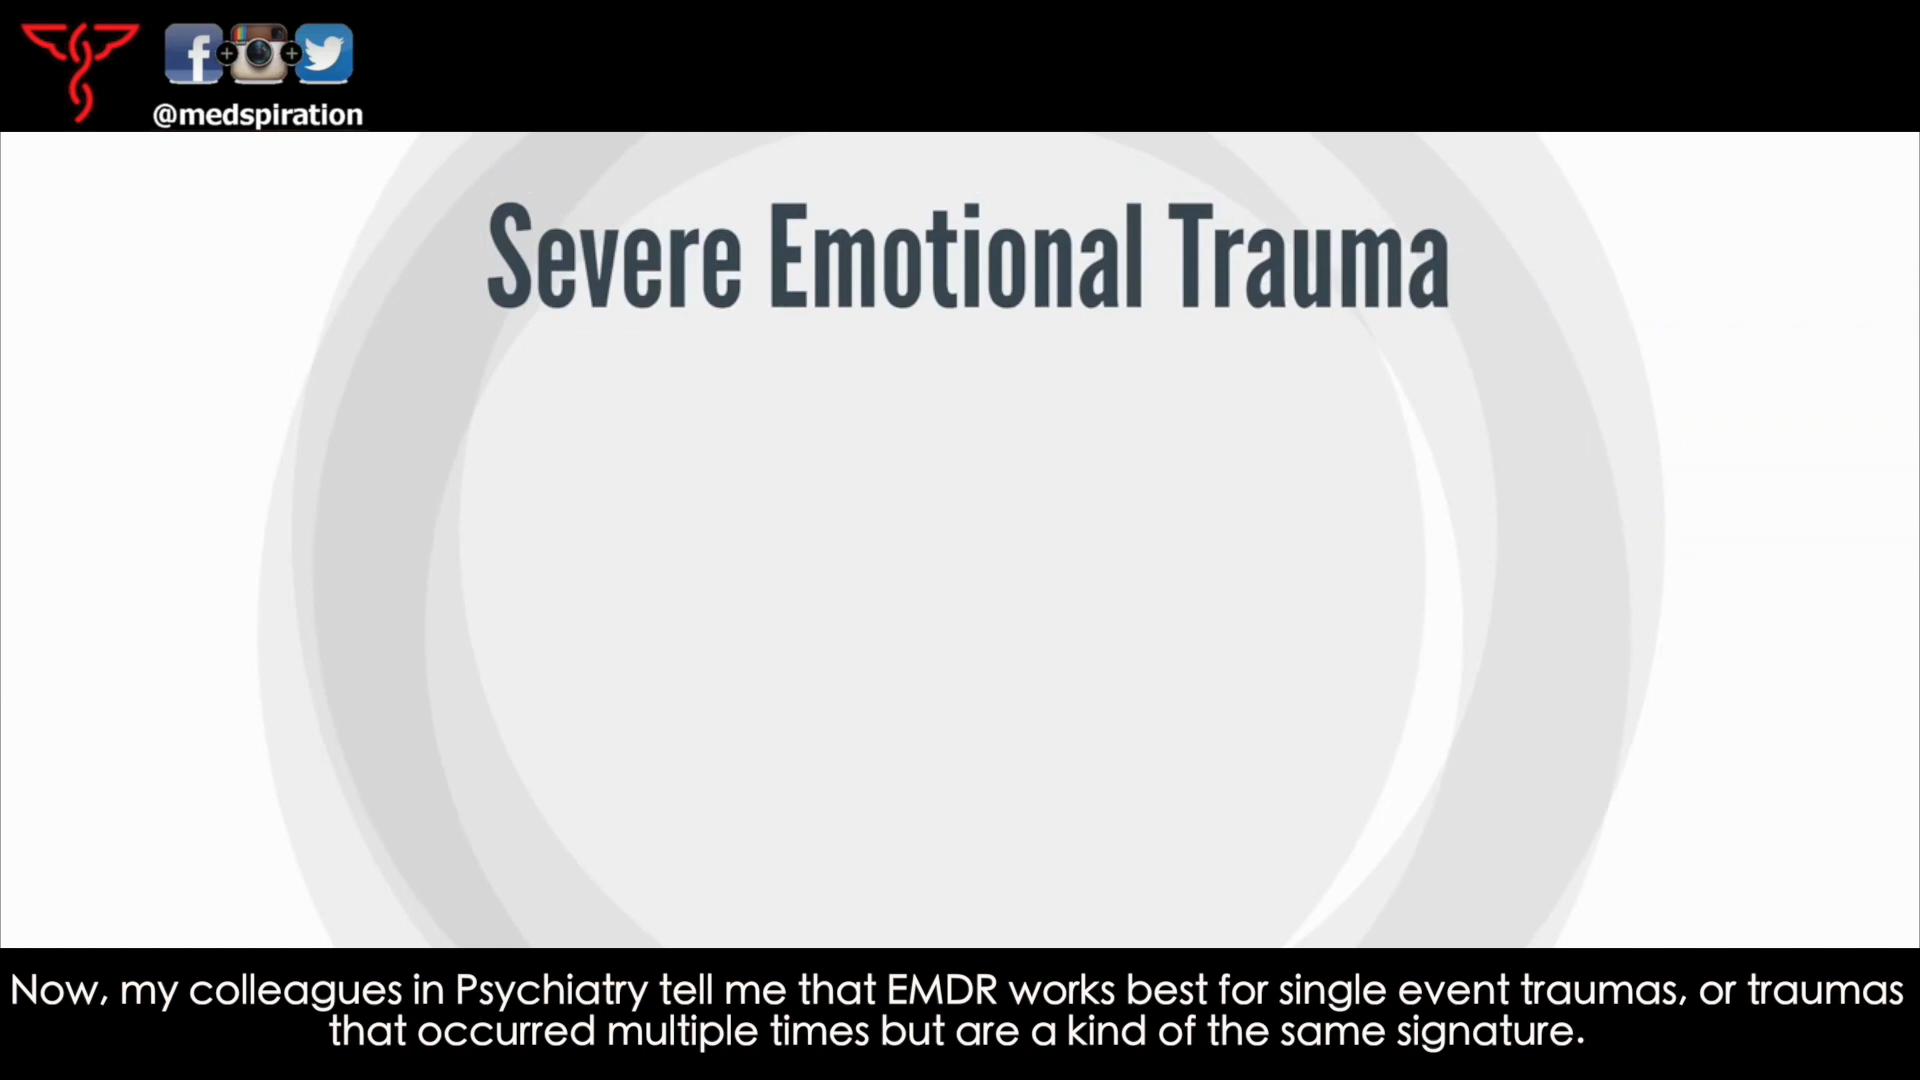 @medspiration
Severe Emotional Trauma
Now, my colleagues in Psychiatry tell me that EMDR works best for single event traumas, or traumas
that occurred multiple times but are a kind of the same signature.